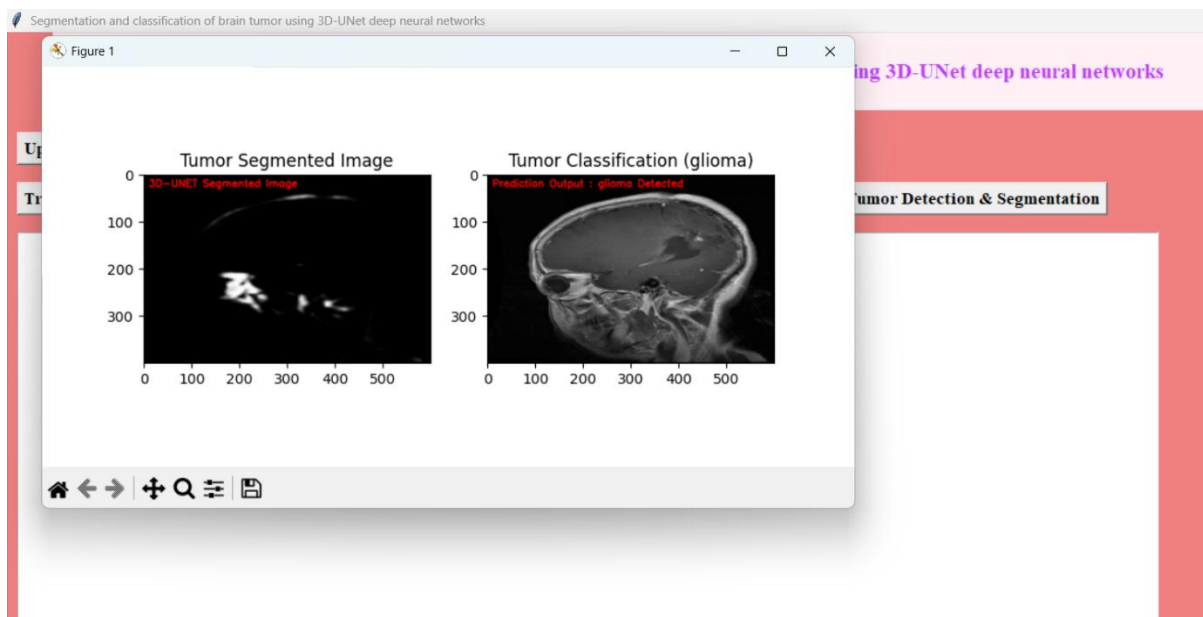 Segmentation and classification of brain tumor using 3D-UNet deep neural networks
Figure 1
ing 3D-UNet deep neural networks
Up
Tr
umor Detection & Segmentation
Tumor Segmented Image
3D-UNET Segmented Image
0
100
200
300
0 100 200 300 400 500
Tumor Classification (glioma)
Prediction Output : glioma Detected
0
100
200
300
0 100 200 300 400 500